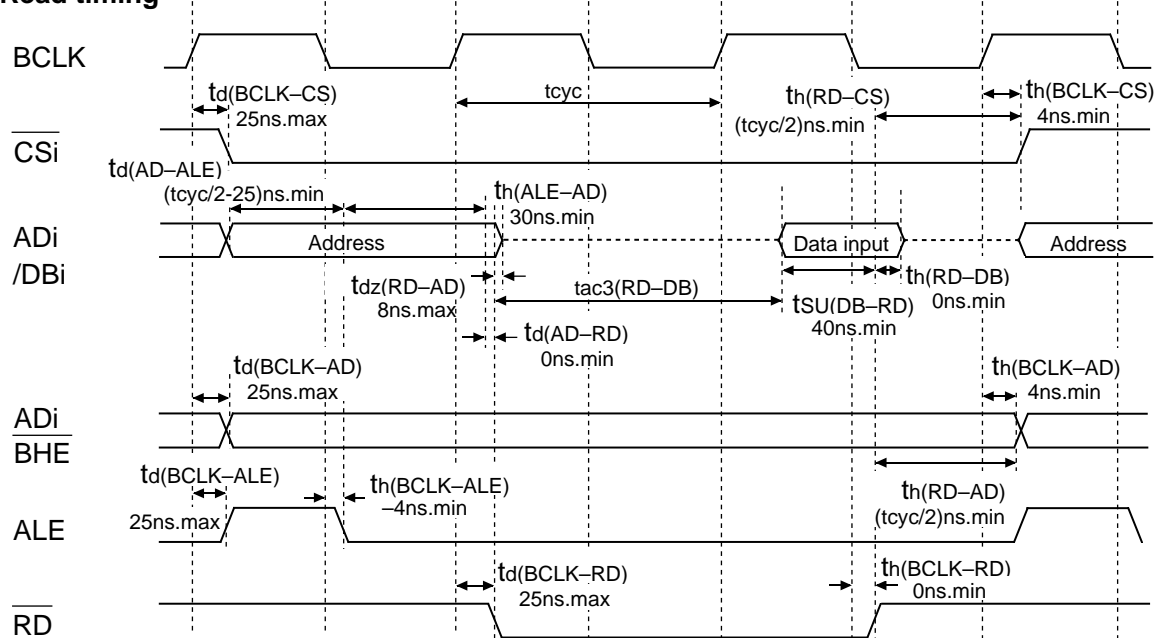 Read timing
BCLK
td(BCLK–CS)
25ns.max
tcyc
th(RD–CS)
(tcyc/2)ns.min
th(BCLK–CS)
4ns.min
CSi
td(AD–ALE)
(tcyc/2-25)ns.min
th(ALE–AD)
30ns.min
ADi
/DBi
Address
Data input
Address
tdz(RD–AD)
8ns.max
tac3(RD–DB)
th(RD–DB)
0ns.min
tSU(DB–RD)
40ns.min
td(AD–RD)
0ns.min
td(BCLK–AD)
25ns.max
th(BCLK–AD)
4ns.min
ADi
BHE
td(BCLK–ALE)
25ns.max
th(BCLK–ALE)
–4ns.min
th(RD–AD)
(tcyc/2)ns.min
ALE
td(BCLK–RD)
25ns.max
th(BCLK–RD)
0ns.min
RD